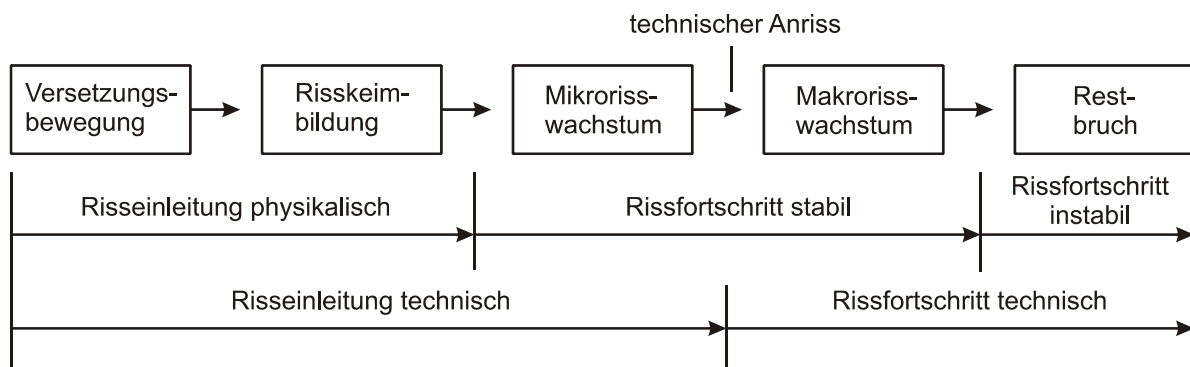 technischer Anriss
Versetzungs-
bewegung
Risskeim-
bildung
Mikroriss-
wachstum
Makroriss-
wachstum
Rest-
bruch
Risseinleitung physikalisch
Rissfortschritt stabil
Rissfortschritt
instabil
Risseinleitung technisch
Rissfortschritt technisch